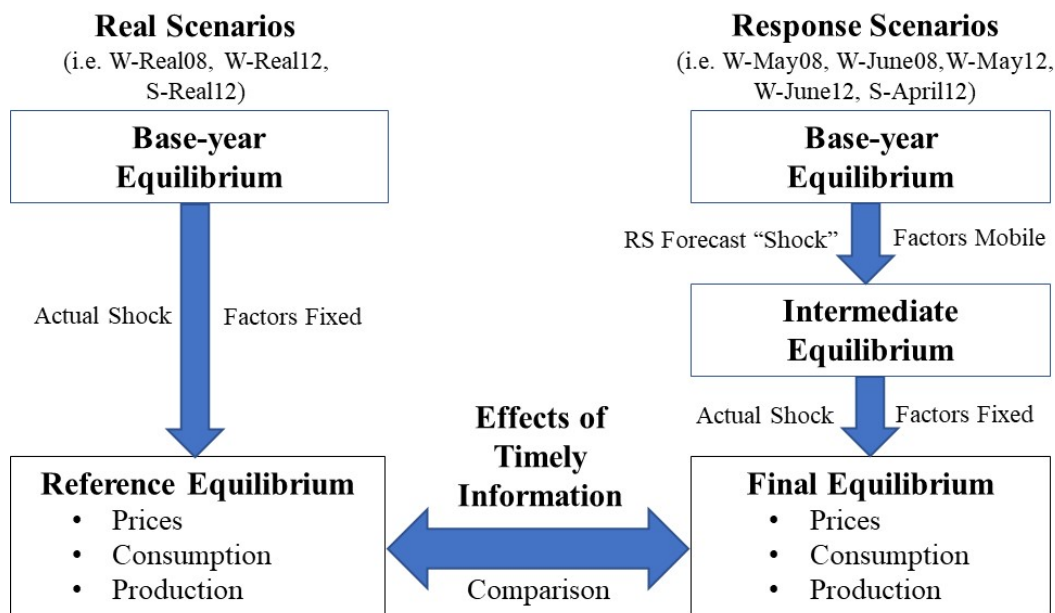 Real Scenarios
(i.e. W-Real08, W-Real12,
S-Real12)
Base-year
Equilibrium
Actual Shock
Factors Fixed
Reference Equilibrium
• Prices
• Consumption
• Production
Response Scenarios
(i.e. W-May08, W-June08,W-May12,
W-June12, S-April12)
Base-year
Equilibrium
RS Forecast “Shock”
Factors Mobile
Intermediate
Equilibrium
Actual Shock
Factors Fixed
Final Equilibrium
• Prices
• Consumption
• Production
Effects of
Timely
Information
Comparison